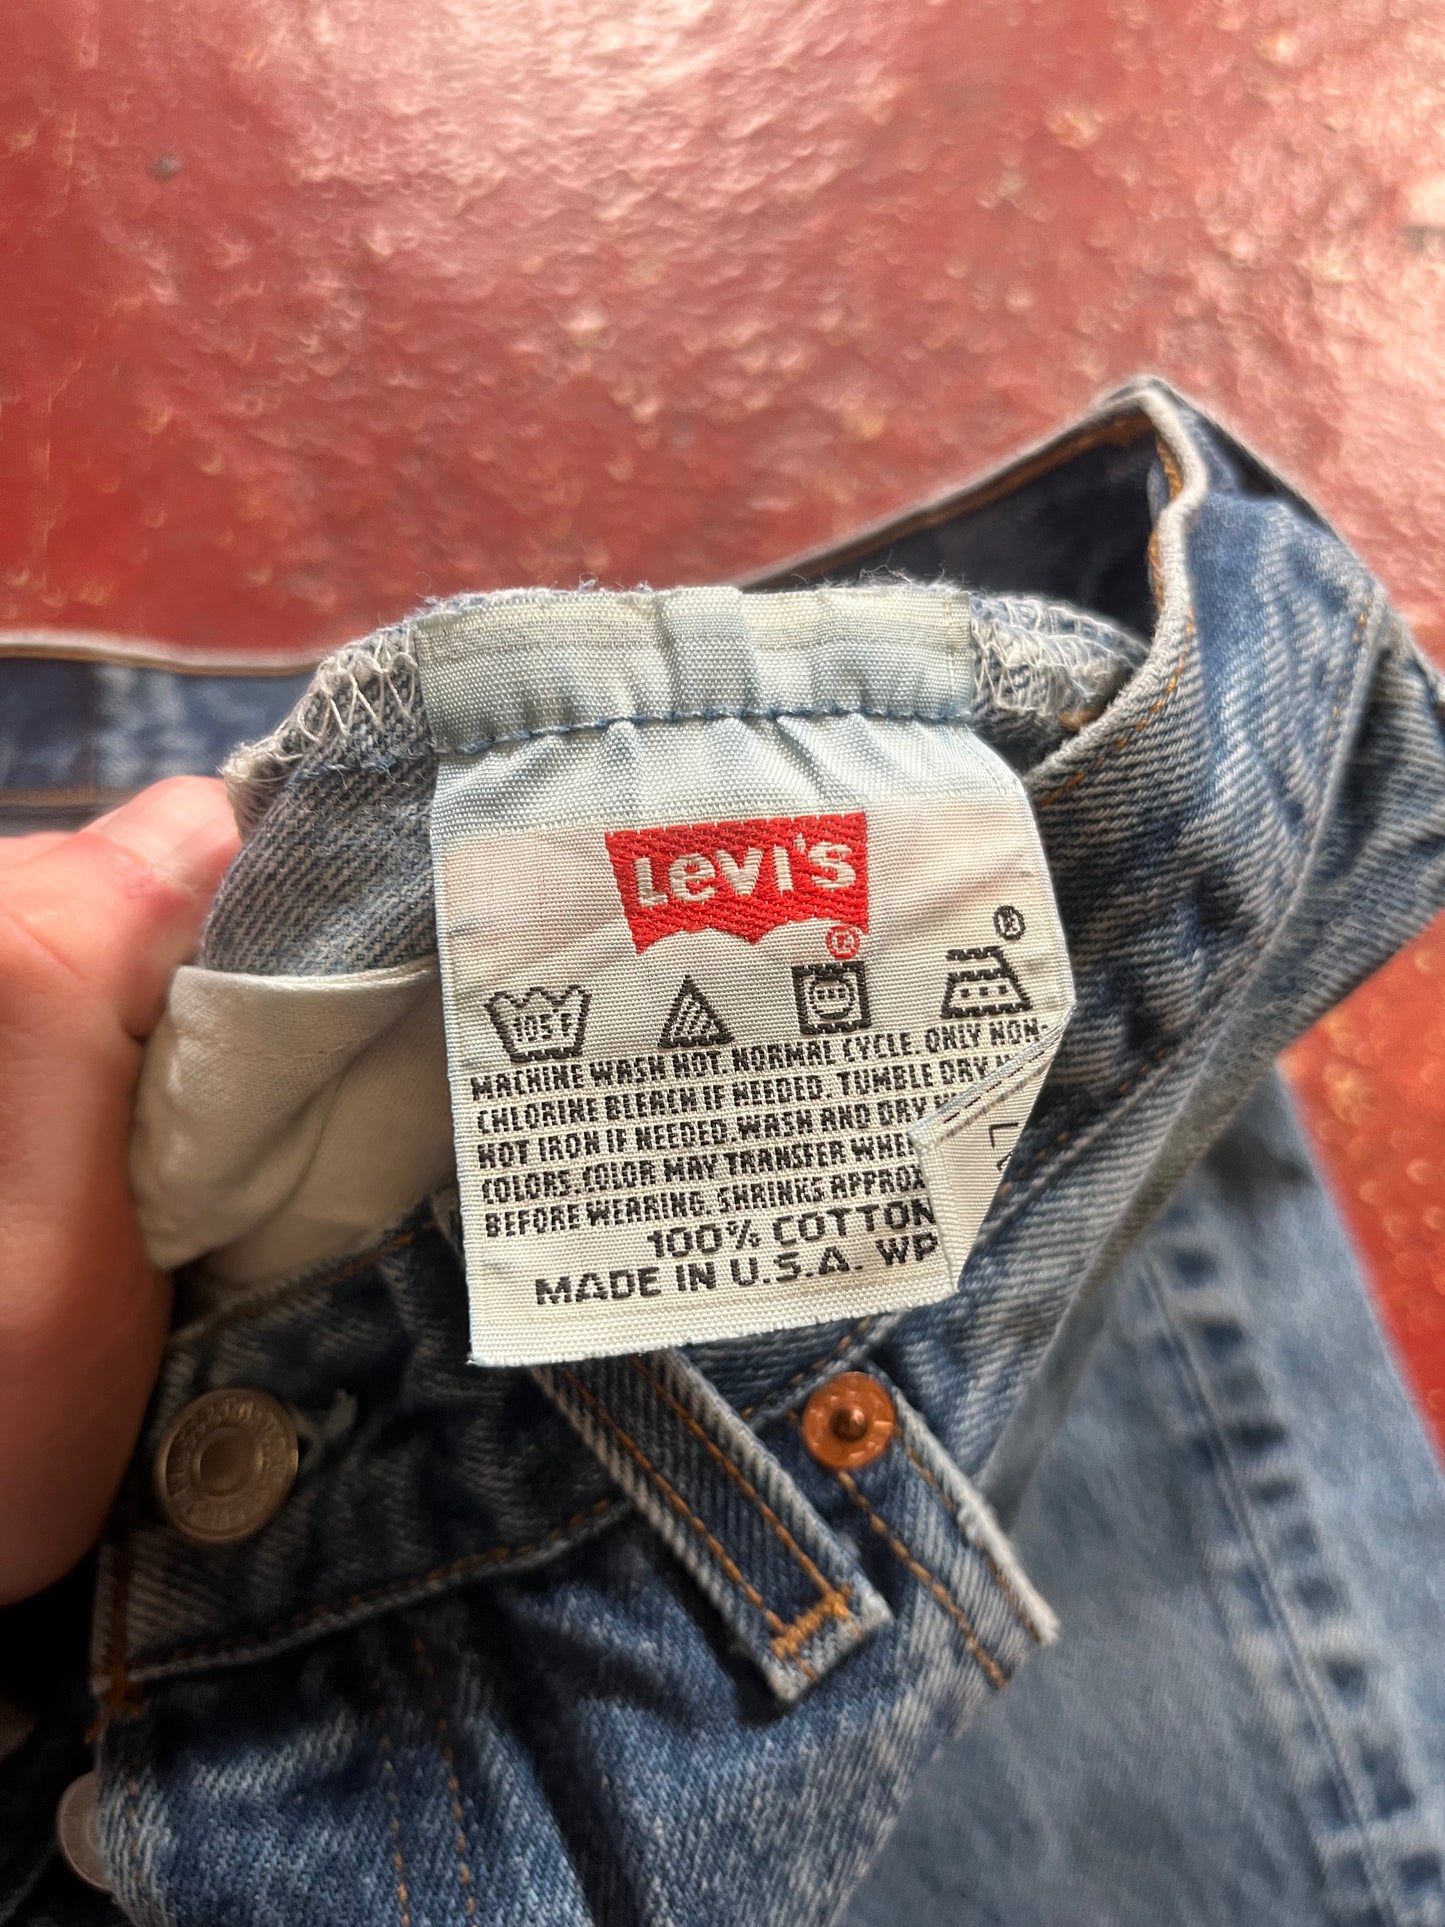 LEVI'S
®
105°F
MACHINE WASH HOT. NORMAL CYCLE. ONLY NON-
CHLORINE BLEACH IF NEEDED. TUMBLE DRY
HOT IRON IF NEEDED. WASH AND DRY
COLORS. COLOR MAY TRANSFER WHEN
BEFORE WEARING. SHRINKS APPROX
100% COTTON
MADE IN U.S.A. WP